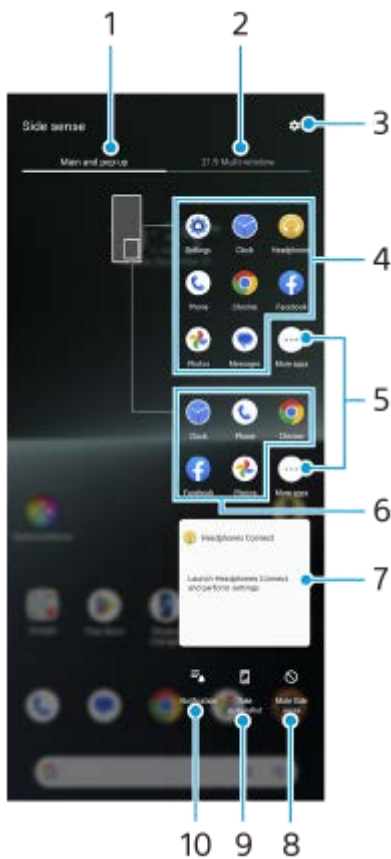 1 2
Side sense
3
Main and pop-up 21:9 Multi-window
Settings Clock Headphones
4
Phone Chrome Facebook
Photos Messages More apps
5
Clock Phone Chrome
Facebook Photos More apps
6
Headphones Connect
7
Launch Headphones Connect
and perform settings
Notification Take Mute Side
screenshot sense
10 9 8